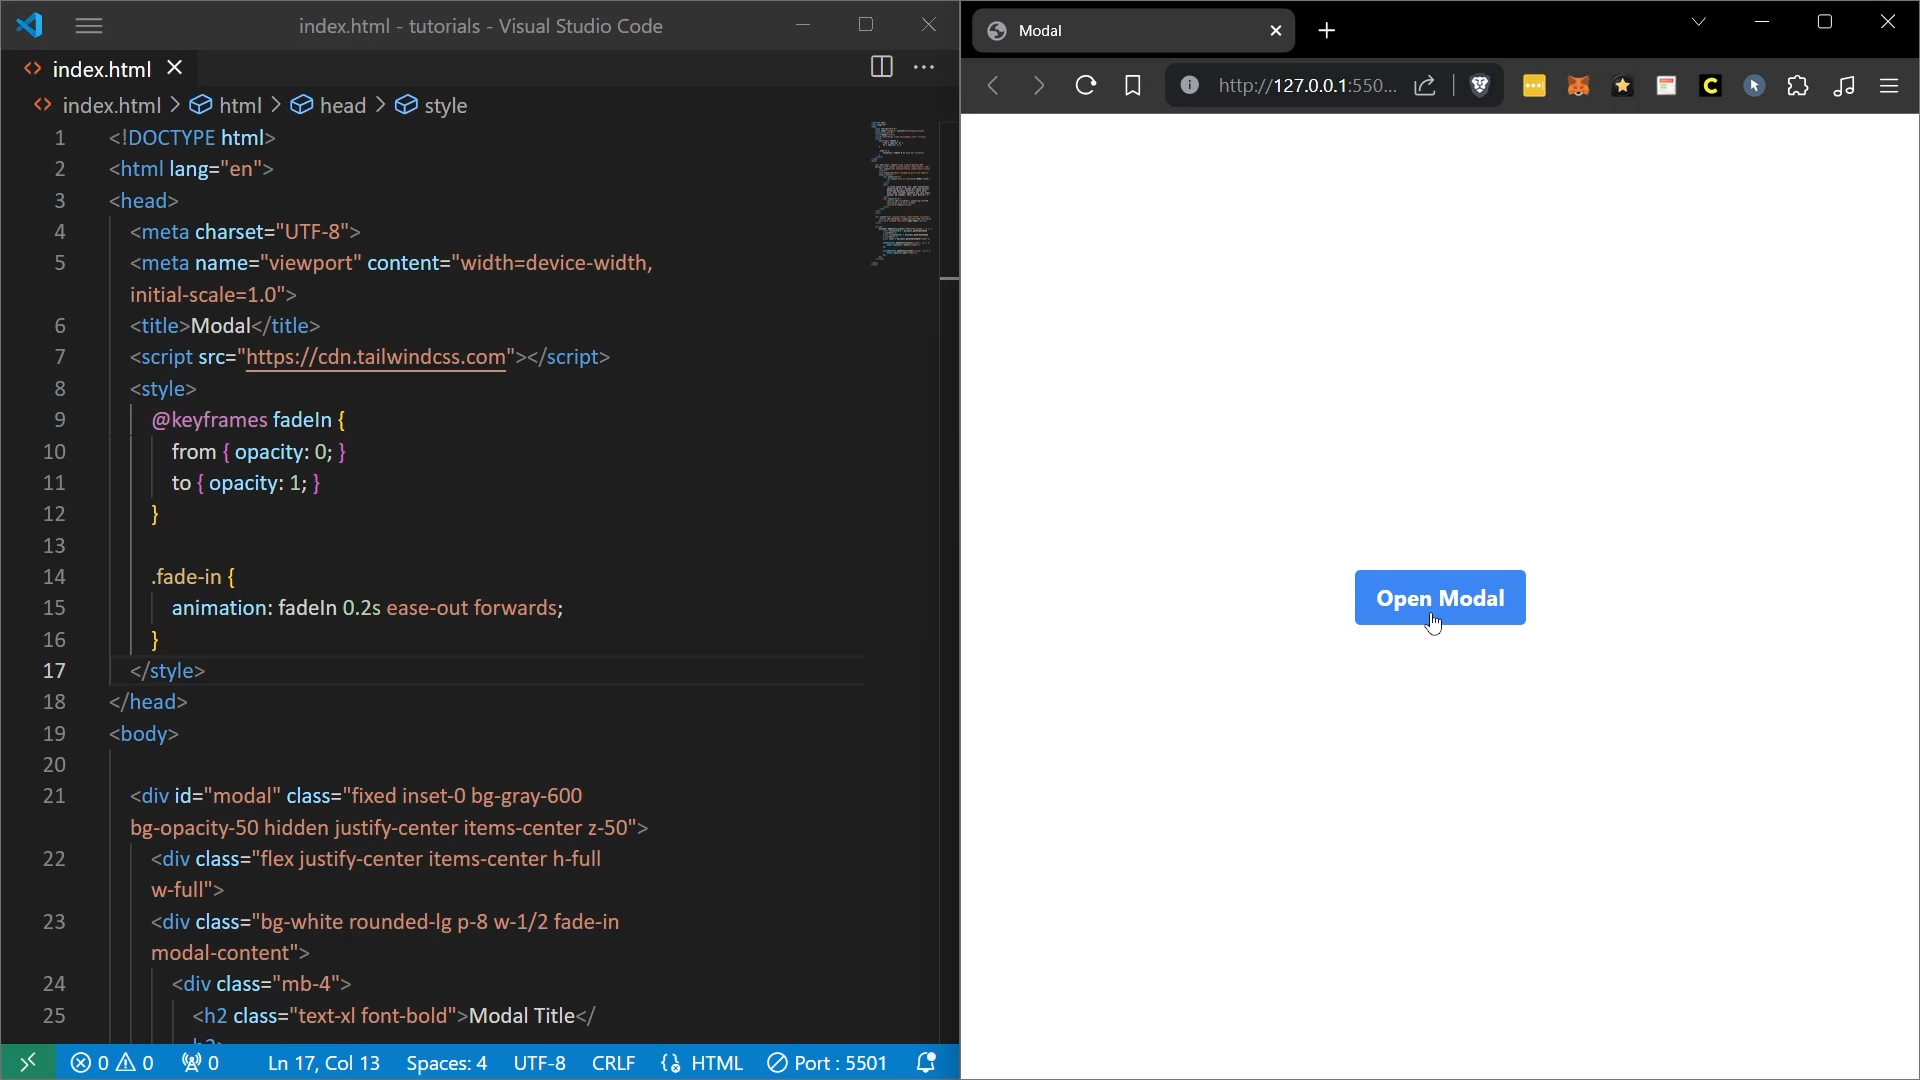 index.html - tutorials - Visual Studio Code
index.html
index.html > html > head > style
1 <!DOCTYPE html>
2 <html lang="en">
3 <head>
4 <meta charset="UTF-8">
5 <meta name="viewport" content="width=device-width,
initial-scale=1.0">
6 <title>Modal</title>
7 <script src="https://cdn.tailwindcss.com"></script>
8 <style>
9 @keyframes fadeIn {
10 from { opacity: 0; }
11 to { opacity: 1; }
12 }
13
14 .fade-in {
15 animation: fadeIn 0.2s ease-out forwards;
16 }
17 </style>
18 </head>
19 <body>
20
21 <div id="modal" class="fixed inset-0 bg-gray-600
bg-opacity-50 hidden justify-center items-center z-50">
22 <div class="flex justify-center items-center h-full
w-full">
23 <div class="bg-white rounded-lg p-8 w-1/2 fade-in
modal-content">
24 <div class="mb-4">
25 <h2 class="text-xl font-bold">Modal Title</
h2>
0 0 0 Ln 17, Col 13 Spaces: 4 UTF-8 CRLF HTML Port : 5501
Modal
http://127.0.0.1:550...
Open Modal